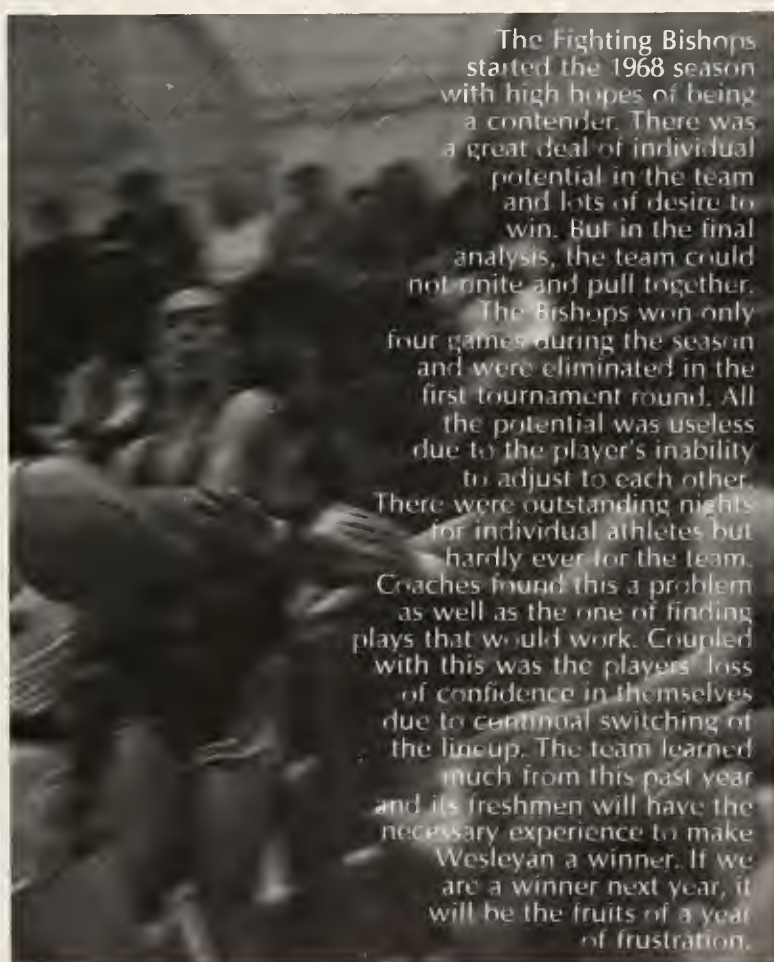 The Fighting Bishops
started the 1968 season
with high hopes of being
a contender. There was
a great deal of individual
potential in the team
and lots of desire to
win. But in the final
analysis, the team could
not unite and pull together.
The Bishops won only
four games during the season
and were eliminated in the
first tournament round. All
the potential was useless
due to the player's inability
to adjust to each other.
There were outstanding nights
for individual athletes but
hardly ever for the team.
Coaches found this a problem
as well as the one of finding
plays that would work. Coupled
with this was the players' loss
of confidence in themselves
due to continual switching of
the lineup. The team learned
much from this past year
and its freshmen will have the
necessary experience to make
Wesleyan a winner. If we
are a winner next year, it
will be the fruits of a year
of frustration.